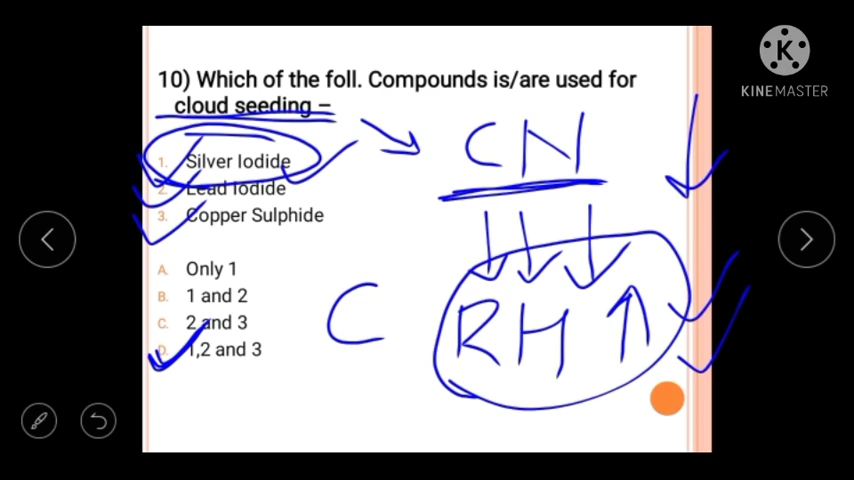 10) Which of the foll. Compounds is/are used for
cloud seeding –
1. Silver Iodide
2. Lead Iodide
3. Copper Sulphide
A. Only 1
B. 1 and 2
C. 2 and 3
D. 1,2 and 3
CN
C
RH ↑
K
KINEMASTER